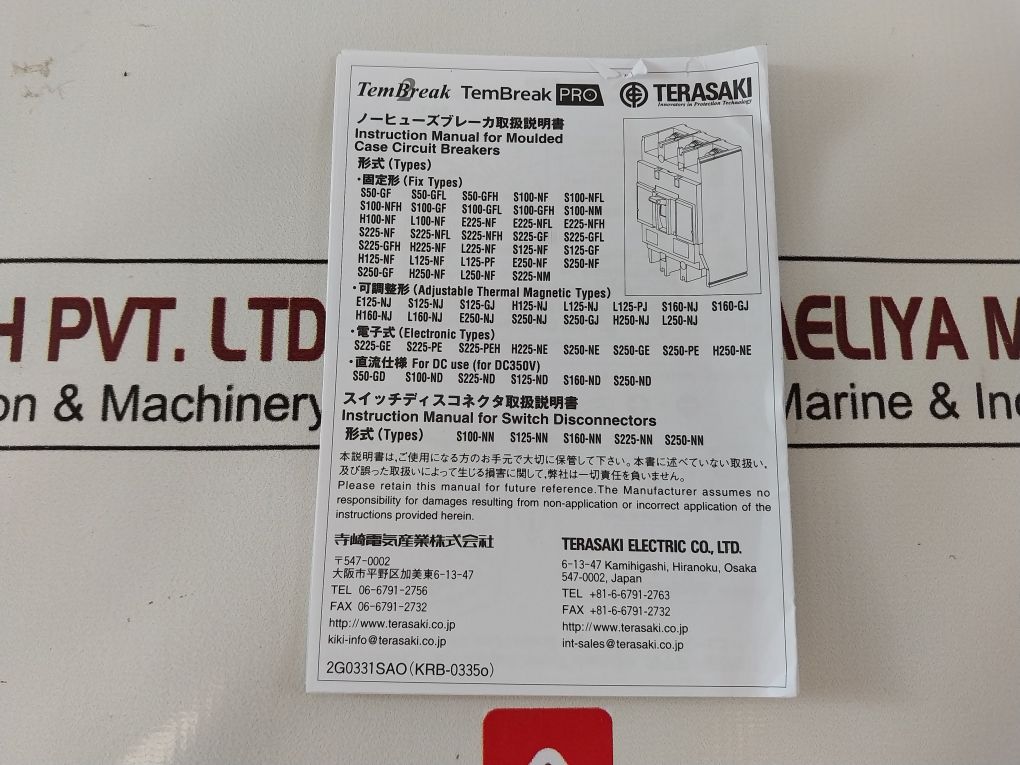 TemBreak 2 TemBreak PRO TERASAKI
Innovators in Protection Technology
ノーヒューズブレーカ取扱説明書
Instruction Manual for Moulded
Case Circuit Breakers
形式 (Types)
・固定形 (Fix Types)
S50-GF S50-GFL S50-GFH S100-NF S100-NFL
S100-NFH S100-GF S100-GFL S100-GFH S100-NM
H100-NF L100-NF E225-NF E225-NFL E225-NFH
S225-NF S225-NFL S225-NFH S225-GF S225-GFL
S225-GFH H225-NF L225-NF S125-NF S125-GF
H125-NF L125-NF L125-PF E250-NF S250-NF
S250-GF H250-NF L250-NF S225-NM
・可調整形 (Adjustable Thermal Magnetic Types)
E125-NJ S125-NJ S125-GJ H125-NJ L125-NJ L125-PJ S160-NJ S160-GJ
H160-NJ L160-NJ E250-NJ S250-NJ S250-GJ H250-NJ L250-NJ
・電子式 (Electronic Types)
S225-GE S225-PE S225-PEH H225-NE S250-NE S250-GE S250-PE H250-NE
・直流仕様 For DC use (for DC350V)
S50-GD S100-ND S225-ND S125-ND S160-ND S250-ND
スイッチディスコネクタ取扱説明書
Instruction Manual for Switch Disconnectors
形式 (Types) S100-NN S125-NN S160-NN S225-NN S250-NN
本説明書は,ご使用になる方のお手元で大切に保管して下さい。本書に述べていない取扱い,
及び誤った取扱いによって生じる損害に関して,弊社は一切責任を負いません。
Please retain this manual for future reference.The Manufacturer assumes no
responsibility for damages resulting from non-application or incorrect application of the
instructions provided herein.
寺崎電気産業株式会社
〒547-0002
大阪市平野区加美東6-13-47
TEL 06-6791-2756
FAX 06-6791-2732
http://www.terasaki.co.jp
kiki-info@terasaki.co.jp
TERASAKI ELECTRIC CO., LTD.
6-13-47 Kamihigashi, Hiranoku, Osaka
547-0002, Japan
TEL +81-6-6791-2763
FAX +81-6-6791-2732
http://www.terasaki.co.jp
int-sales@terasaki.co.jp
2G0331SAO(KRB-0335o)
H PVT. LTD
on & Machinery
AELIYA M
Marine & Ind